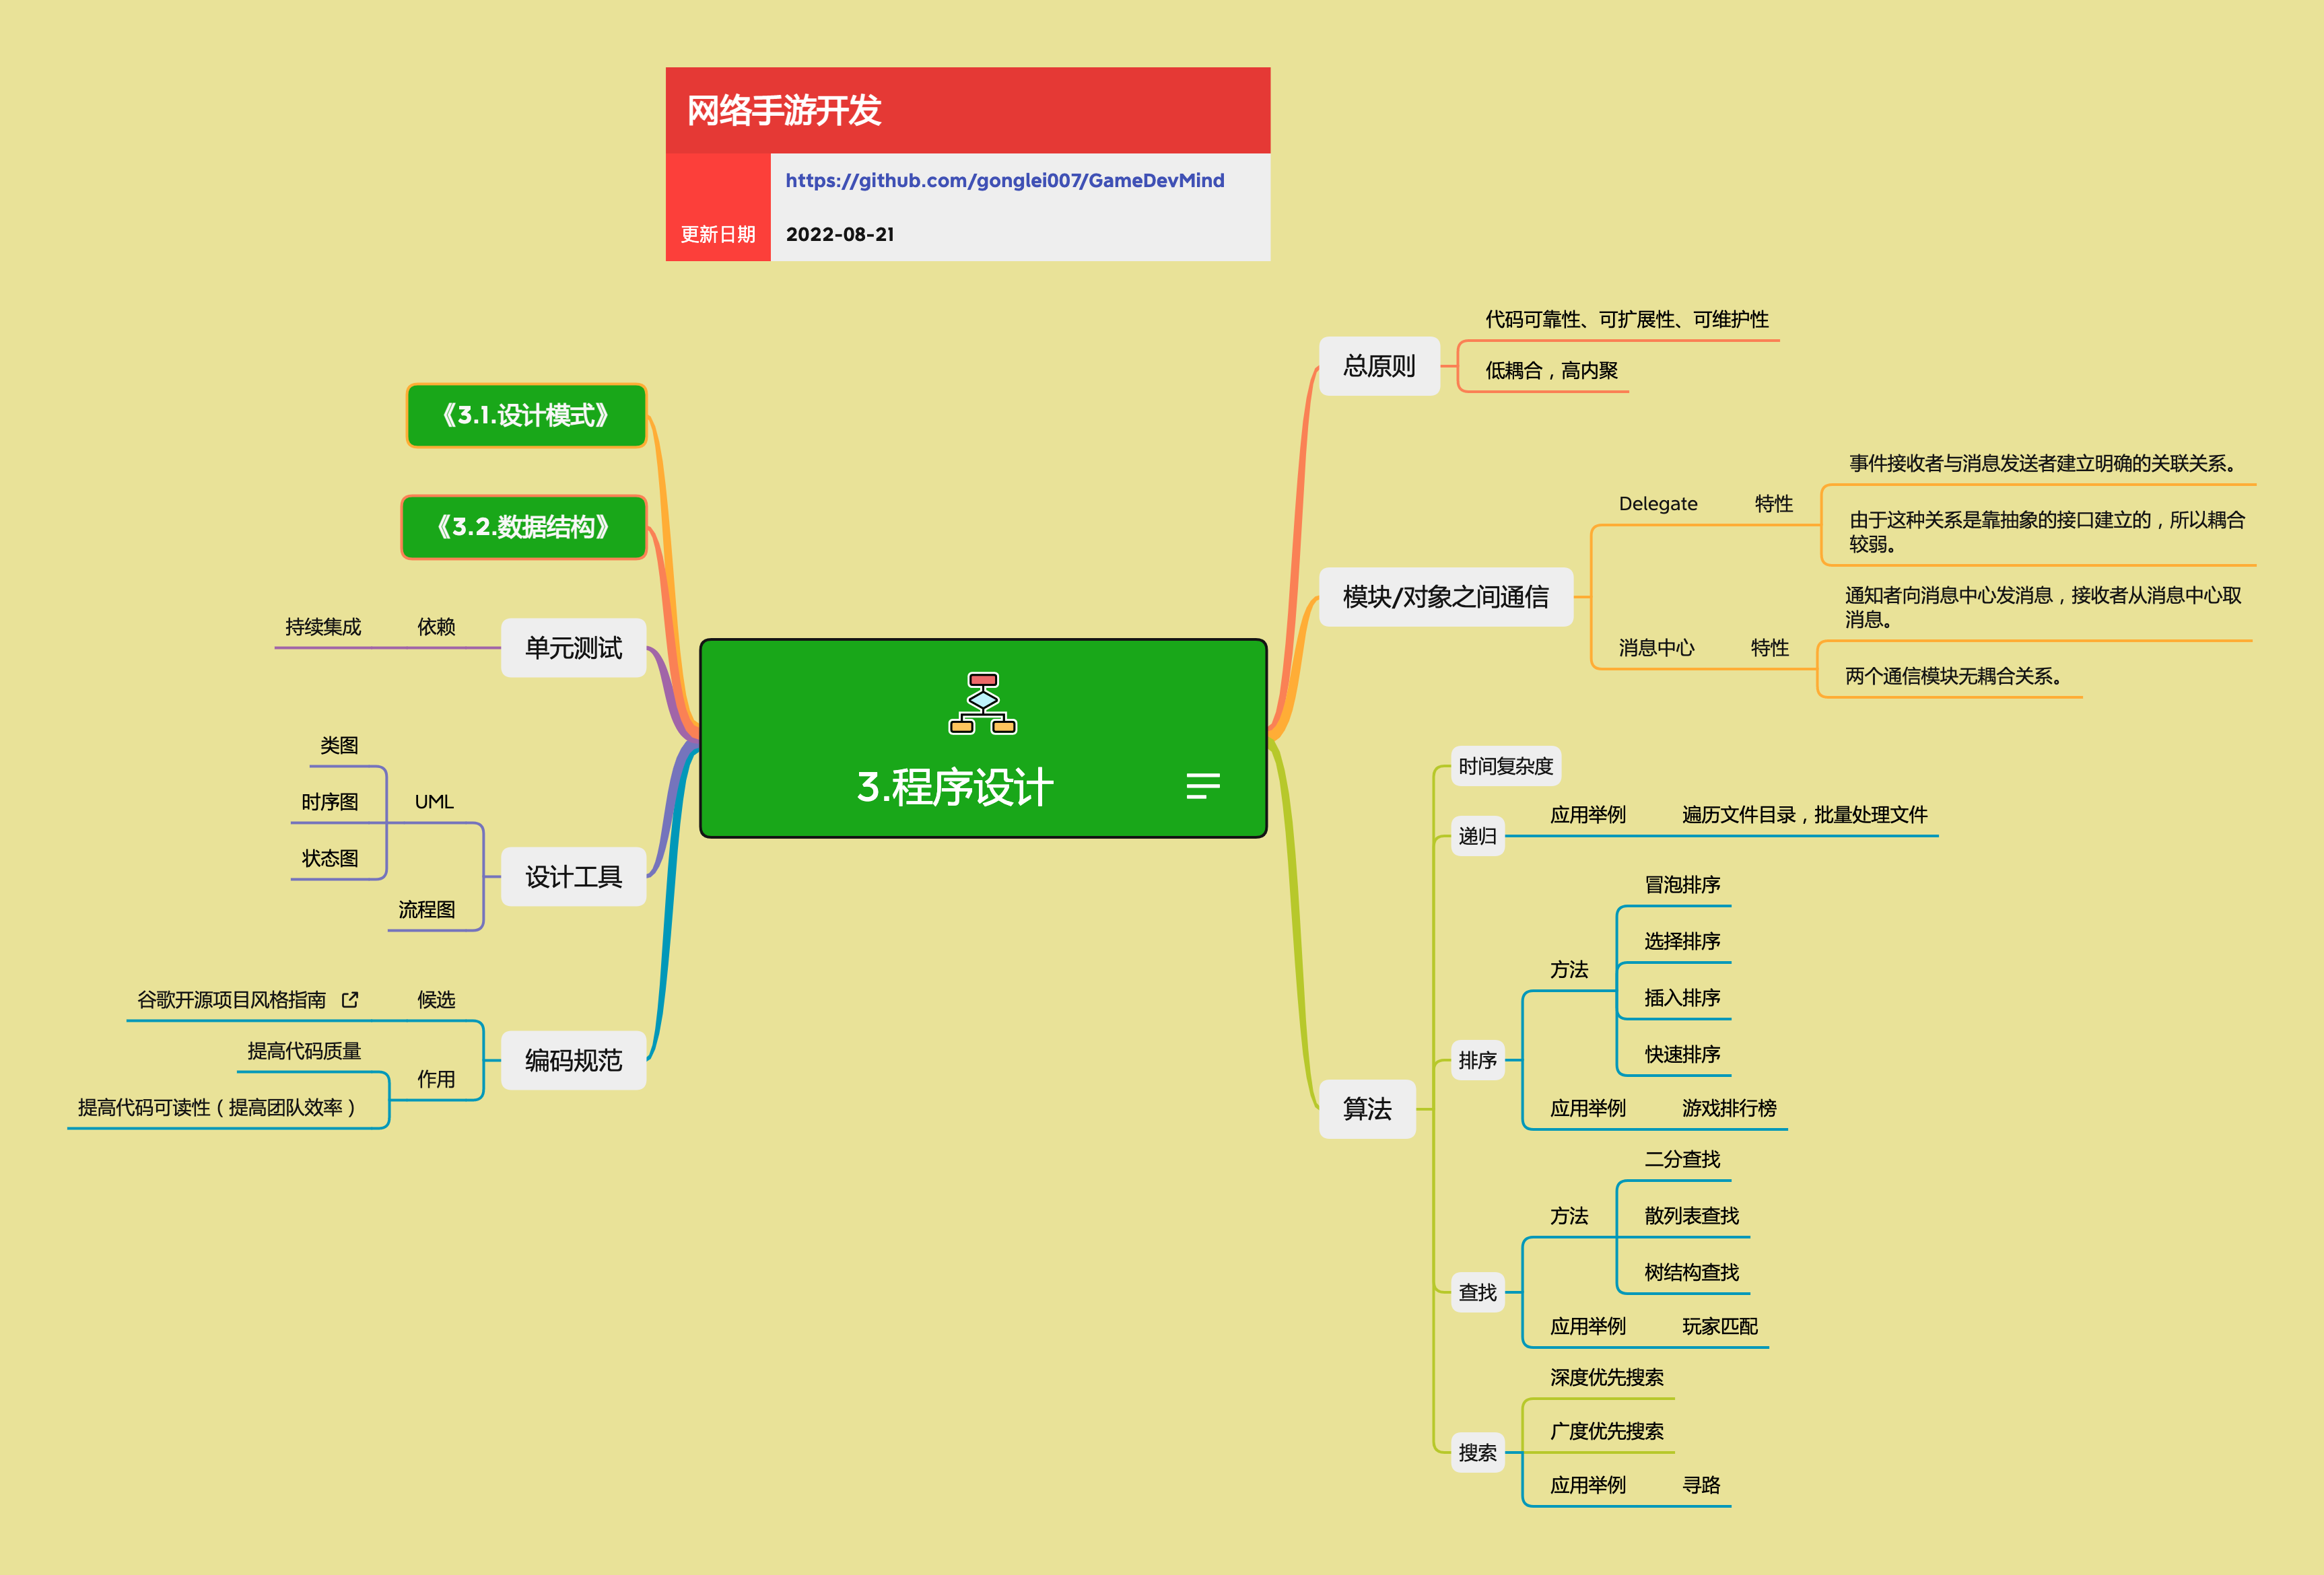 网络手游开发
https://github.com/gonglei007/GameDevMind
更新日期
2022-08-21
3.程序设计
总原则
代码可靠性、可扩展性、可维护性
低耦合，高内聚
模块/对象之间通信
Delegate
特性
事件接收者与消息发送者建立明确的关联关系。
由于这种关系是靠抽象的接口建立的，所以耦合
较弱。
消息中心
特性
通知者向消息中心发消息，接收者从消息中心取
消息。
两个通信模块无耦合关系。
算法
时间复杂度
递归
应用举例
遍历文件目录，批量处理文件
排序
方法
冒泡排序
选择排序
插入排序
快速排序
应用举例
游戏排行榜
查找
方法
二分查找
散列表查找
树结构查找
应用举例
玩家匹配
搜索
深度优先搜索
广度优先搜索
应用举例
寻路
《3.1.设计模式》
《3.2.数据结构》
单元测试
依赖
持续集成
设计工具
UML
类图
时序图
状态图
流程图
编码规范
候选
谷歌开源项目风格指南
作用
提高代码质量
提高代码可读性（提高团队效率）